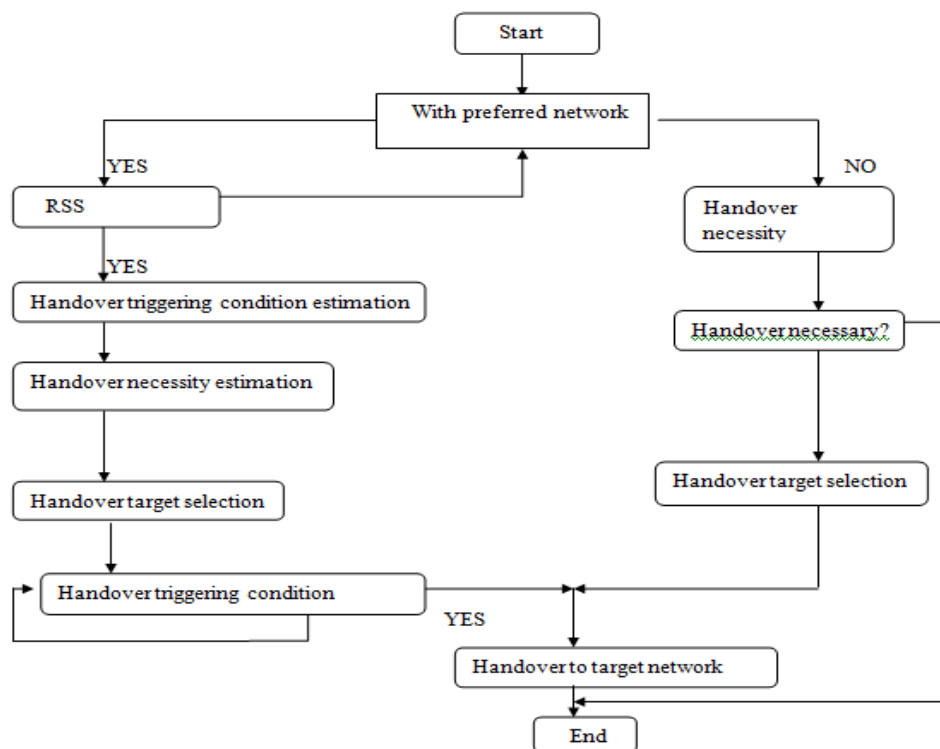 Start
With preferred network
YES
NO
RSS
Handover
necessity
YES
Handover triggering condition estimation
Handover necessary?
Handover necessity estimation
Handover target selection
Handover target selection
Handover triggering condition
YES
Handover to target network
End